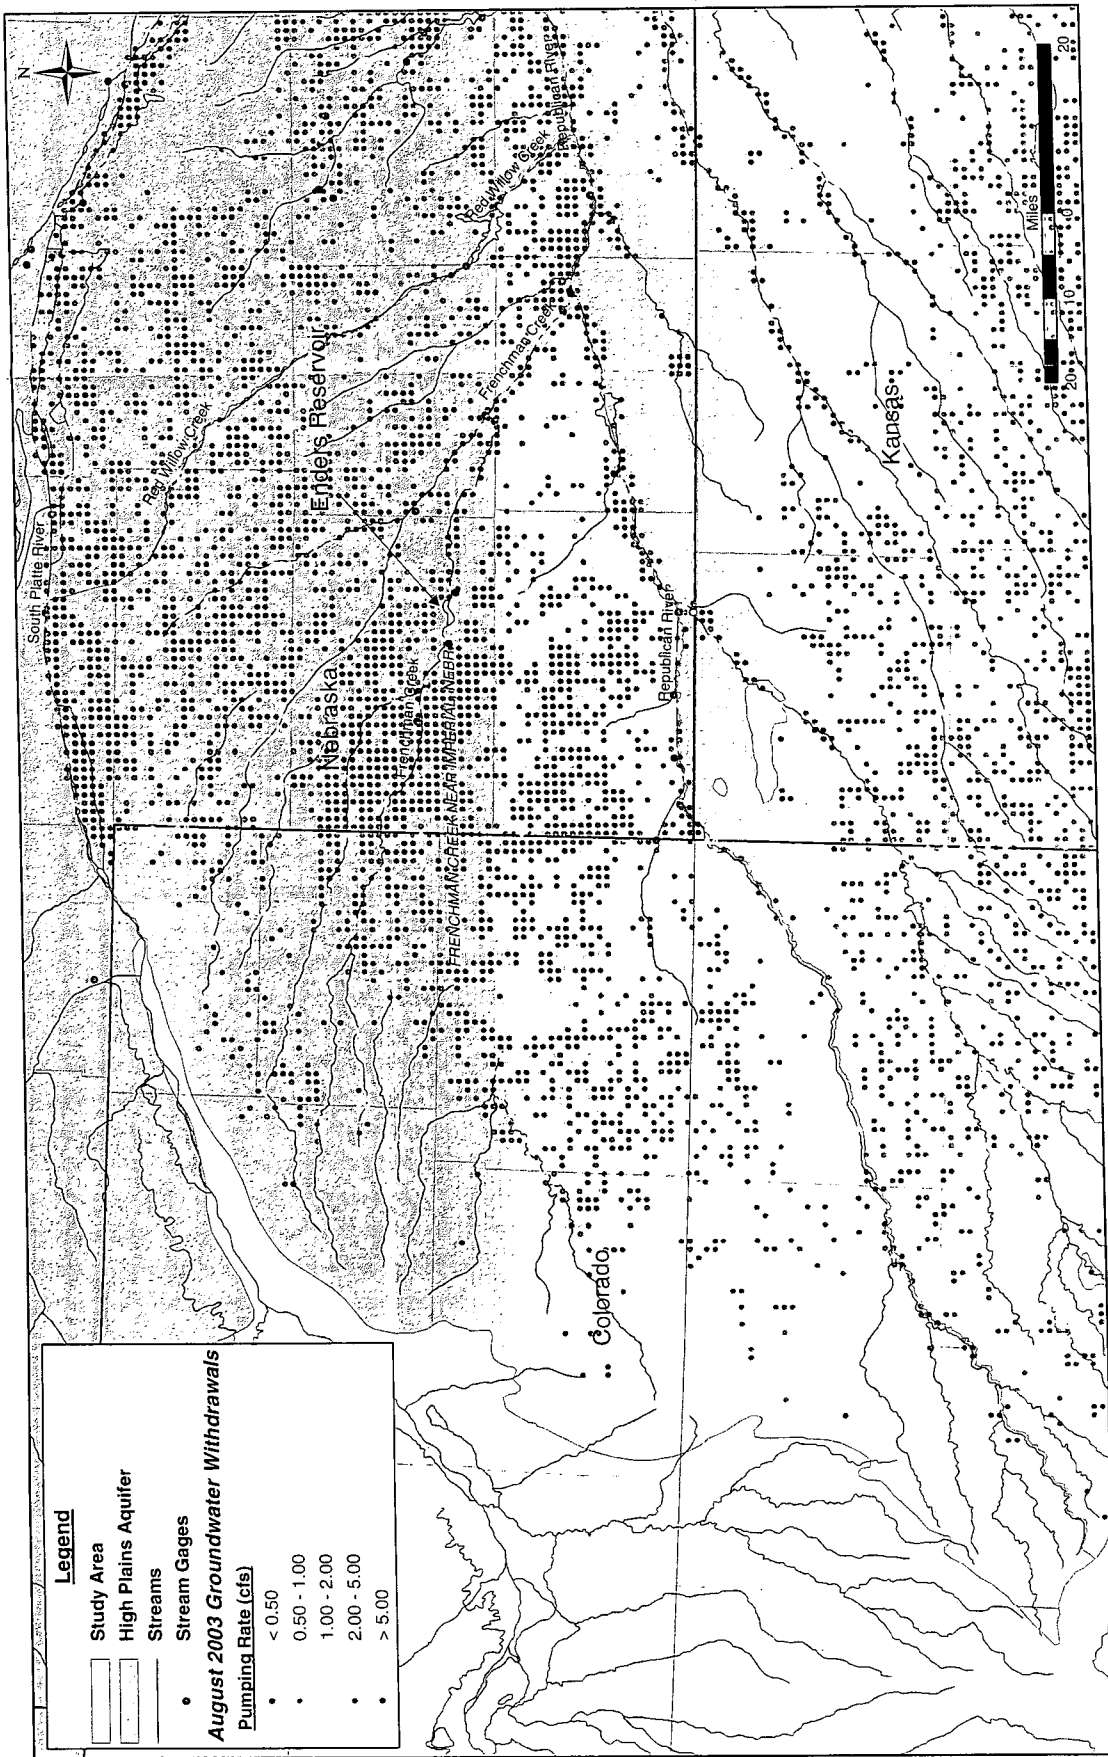 Legend
Study Area
High Plains Aquifer
Streams
Stream Gages
August 2003 Groundwater Withdrawals
Pumping Rate (cfs)
< 0.50
0.50 - 1.00
1.00 - 2.00
2.00 - 5.00
> 5.00
N
South Platte River
Red Willow Creek
Enders Reservoir
Nebraska
Frenchman Creek
FRENCHMAN CREEK NEAR IMPERIAL, NEBR.
Frenchman Creek
Red Willow Creek
Republican River
Republican River
Colorado
Kansas
Miles
20
10
0
20